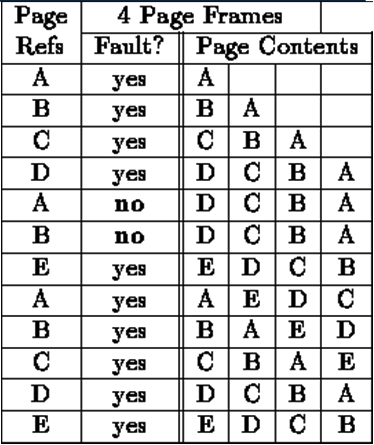 Page 4 Page Frames
Refs Fault? Page Contents
A yes A
B yes B A
C yes C B A
D yes D C B A
A no D C B A
B no D C B A
E yes E D C B
A yes A E D C
B yes B A E D
C yes C B A E
D yes D C B A
E yes E D C B